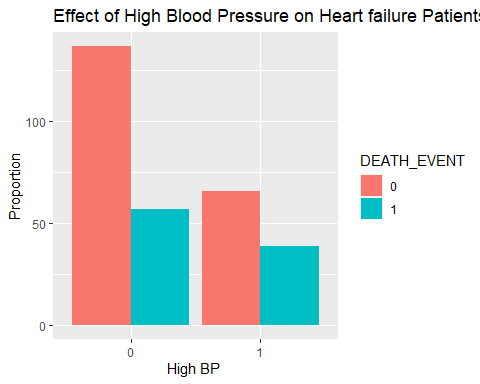 Effect of High Blood Pressure on Heart failure Patients
Proportion
100
50
0
0
1
High BP
DEATH_EVENT
0
1